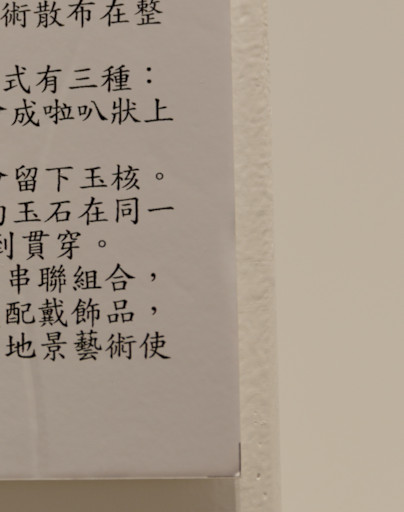 術散布在整
式有三種：
成啦叭狀上
留下玉核。
玉石在同一
到貫穿。
串聯組合，
配戴飾品，
地景藝術使